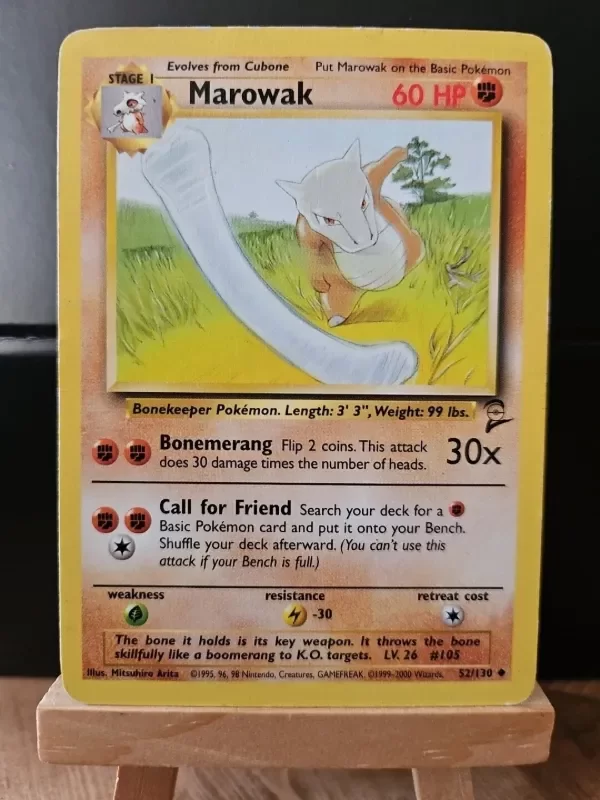 Evolves from Cubone Put Marowak on the Basic Pokémon
STAGE 1
Marowak 60 HP
Bonekeeper Pokémon. Length: 3' 3", Weight: 99 lbs.
Bonemerang Flip 2 coins. This attack
does 30 damage times the number of heads.
30x
Call for Friend Search your deck for a
Basic Pokémon card and put it onto your Bench.
Shuffle your deck afterward. (You can't use this
attack if your Bench is full.)
weakness resistance retreat cost
-30
The bone it holds is its key weapon. It throws the bone
skillfully like a boomerang to K.O. targets. LV. 26 #105
Illus. Mitsuhiro Arita ©1995, 96, 98 Nintendo, Creatures, GAMEFREAK. ©1999-2000 Wizards. 52/130